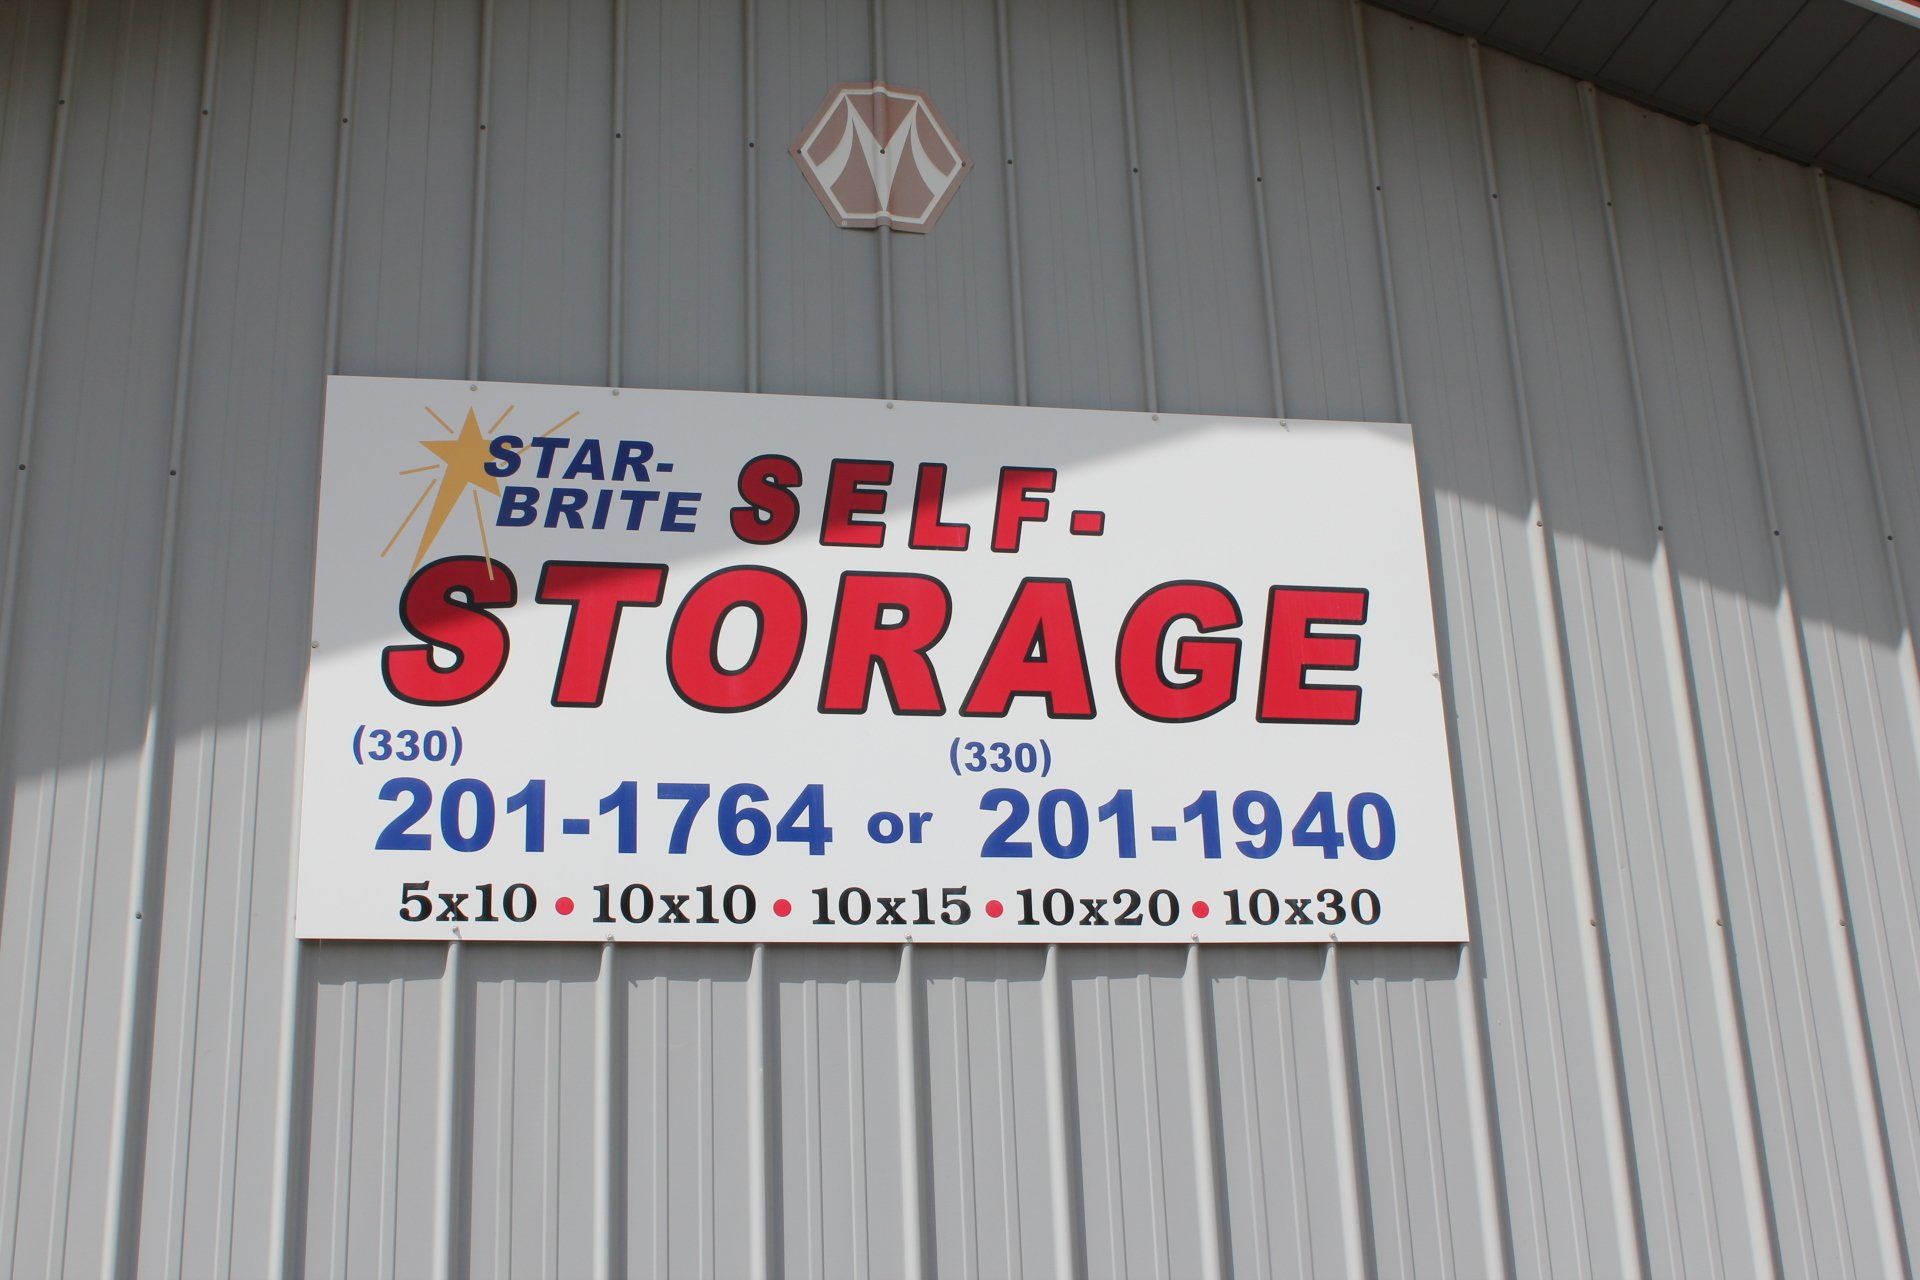 STAR-
BRITE
SELF-
STORAGE
(330) (330)
201-1764 or 201-1940
5x10 • 10x10 • 10x15 • 10x20 • 10x30